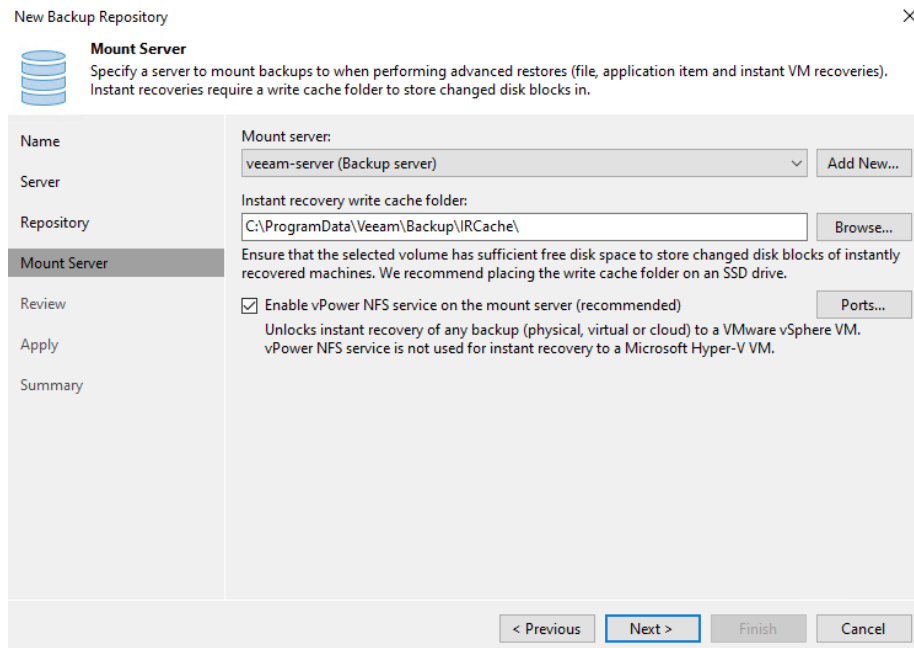 New Backup Repository
Mount Server
Specify a server to mount backups to when performing advanced restores (file, application item and instant VM recoveries).
Instant recoveries require a write cache folder to store changed disk blocks in.
Name
Server
Repository
Mount Server
Review
Apply
Summary
Mount server:
veeam-server (Backup server)
Add New...
Instant recovery write cache folder:
C:\ProgramData\Veeam\Backup\IRCache\
Browse...
Ensure that the selected volume has sufficient free disk space to store changed disk blocks of instantly
recovered machines. We recommend placing the write cache folder on an SSD drive.
Enable vPower NFS service on the mount server (recommended)
Ports...
Unlocks instant recovery of any backup (physical, virtual or cloud) to a VMware vSphere VM.
vPower NFS service is not used for instant recovery to a Microsoft Hyper-V VM.
< Previous
Next >
Finish
Cancel